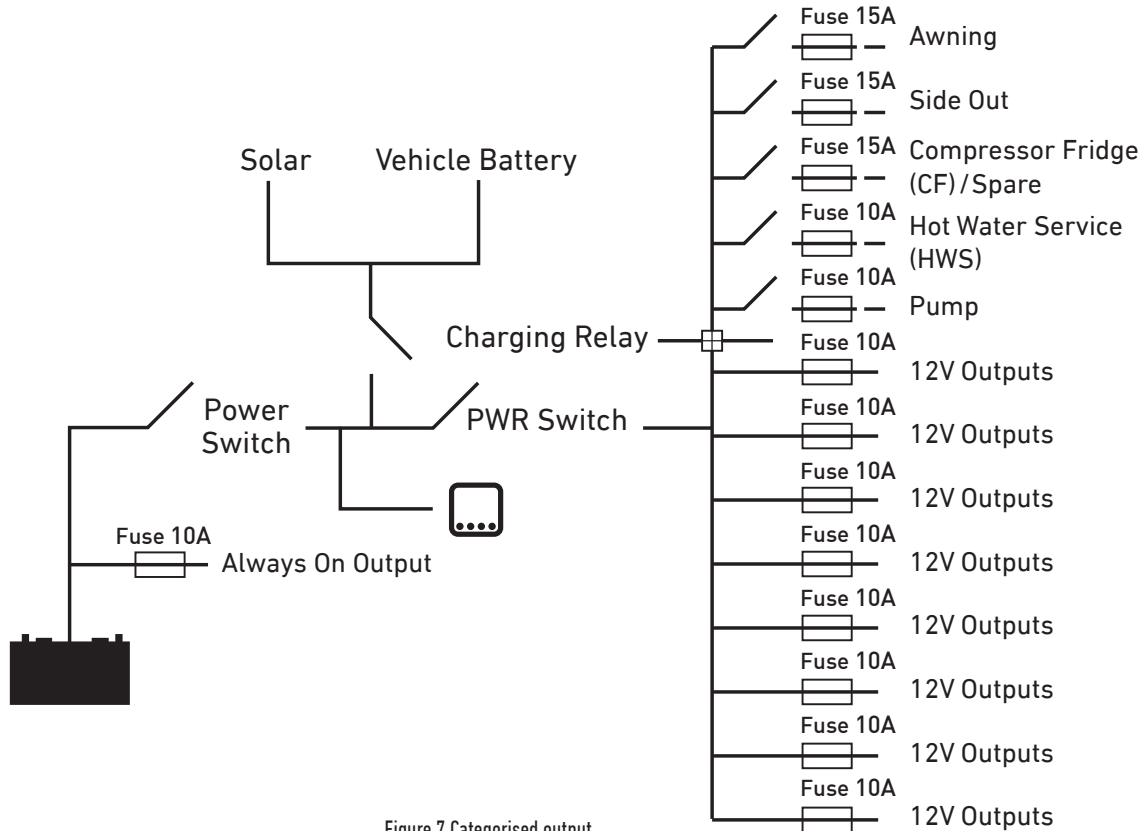 Fuse 15A
Awning
Fuse 15A
Side Out
Solar
Vehicle Battery
Fuse 15A
Compressor Fridge
(CF)/Spare
Fuse 10A
Hot Water Service
(HWS)
Fuse 10A
Pump
Charging Relay
Fuse 10A
12V Outputs
Power
Switch
PWR Switch
Fuse 10A
12V Outputs
Fuse 10A
12V Outputs
Fuse 10A
Always On Output
Fuse 10A
12V Outputs
Fuse 10A
12V Outputs
Fuse 10A
12V Outputs
Fuse 10A
12V Outputs
Fuse 10A
12V Outputs
Figure 7 Categorised output